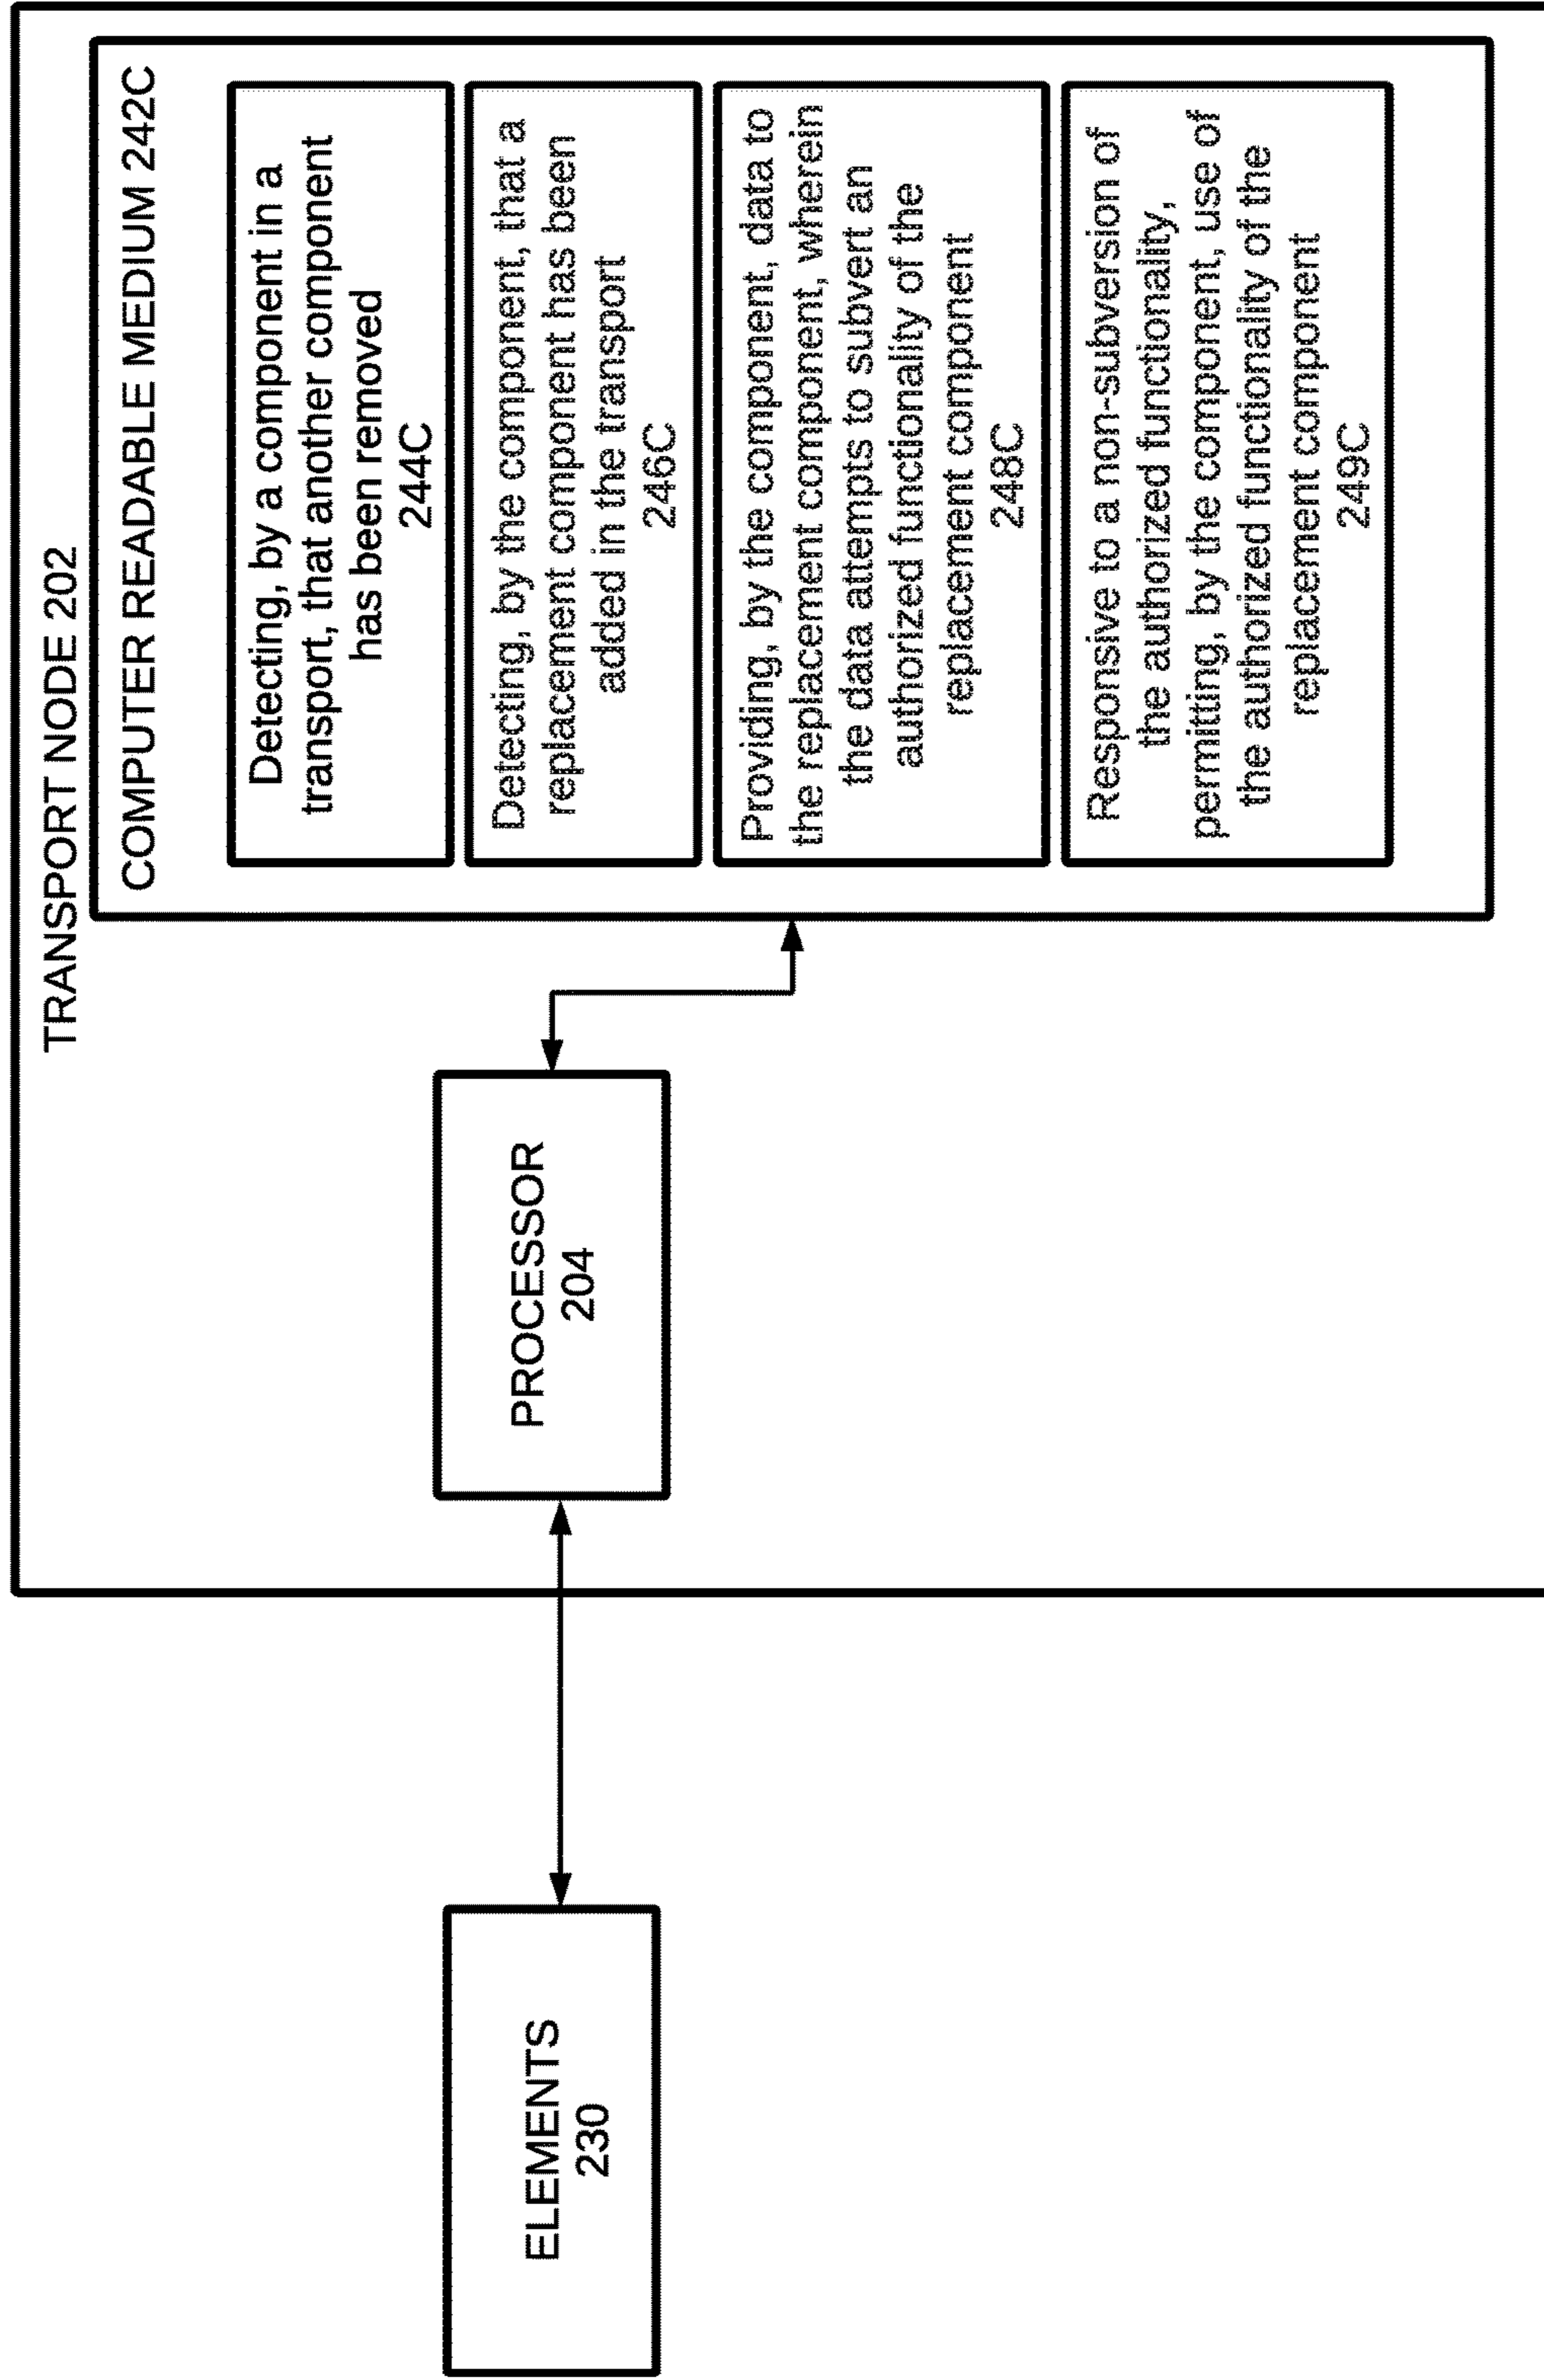 TRANSPORT NODE 202
COMPUTER READABLE MEDIUM 242C
Detecting, by a component in a
transport, that another component
has been removed
244C
Detecting, by the component, that a
replacement component has been
added in the transport
246C
Providing, by the component, data to
the replacement component, wherein
the data attempts to subvert an
authorized functionality of the
replacement component
248C
Responsive to a non-subversion of
the authorized functionality,
permitting, by the component, use of
the authorized functionality of the
replacement component
249C
PROCESSOR
204
ELEMENTS
230